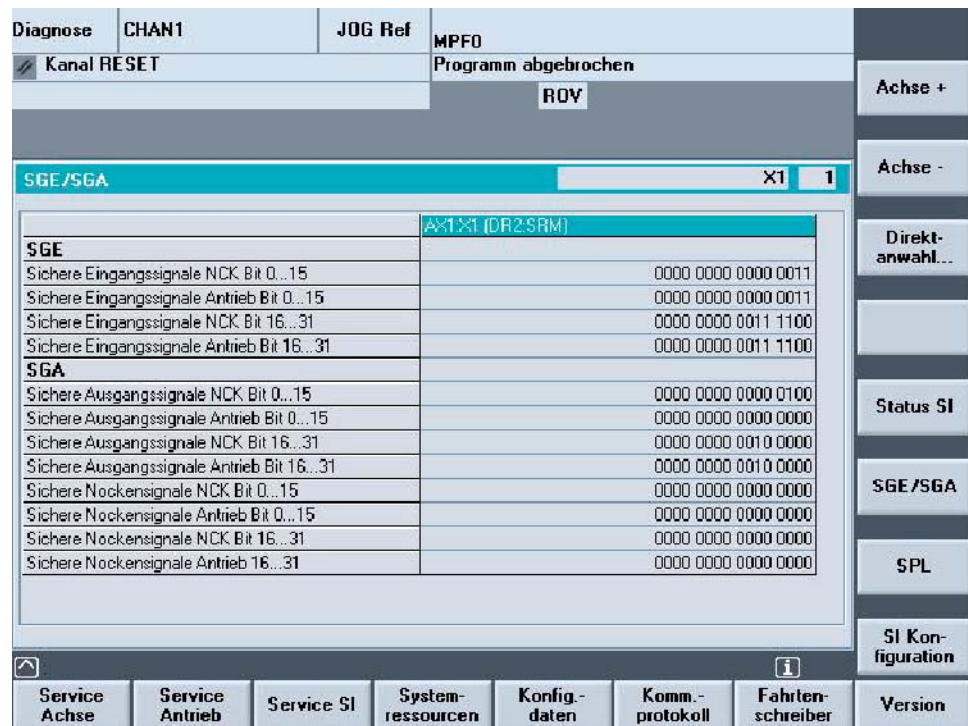 Diagnose CHAN1 JOG Ref MPF0
Kanal RESET Programm abgebrochen
ROV
SGE/SGA X1 1
AX1:X1 (DR2:SRM)
SGE
Sichere Eingangssignale NCK Bit 0...15 0000 0000 0000 0011
Sichere Eingangssignale Antrieb Bit 0...15 0000 0000 0000 0011
Sichere Eingangssignale NCK Bit 16...31 0000 0000 0011 1100
Sichere Eingangssignale Antrieb Bit 16...31 0000 0000 0011 1100
SGA
Sichere Ausgangssignale NCK Bit 0...15 0000 0000 0000 0100
Sichere Ausgangssignale Antrieb Bit 0...15 0000 0000 0000 0000
Sichere Ausgangssignale NCK Bit 16...31 0000 0000 0010 0000
Sichere Ausgangssignale Antrieb Bit 16...31 0000 0000 0010 0000
Sichere Nockensignale NCK Bit 0...15 0000 0000 0000 0000
Sichere Nockensignale Antrieb Bit 0...15 0000 0000 0000 0000
Sichere Nockensignale NCK Bit 16...31 0000 0000 0000 0000
Sichere Nockensignale Antrieb 16...31 0000 0000 0000 0000
Achse +
Achse -
Direkt-
anwahl...
Status SI
SGE/SGA
SPL
SI Kon-
figuration
i
Service
Achse
Service
Antrieb
Service SI
System-
ressourcen
Konfig.-
daten
Komm.-
protokoll
Fahrten-
schreiber
Version